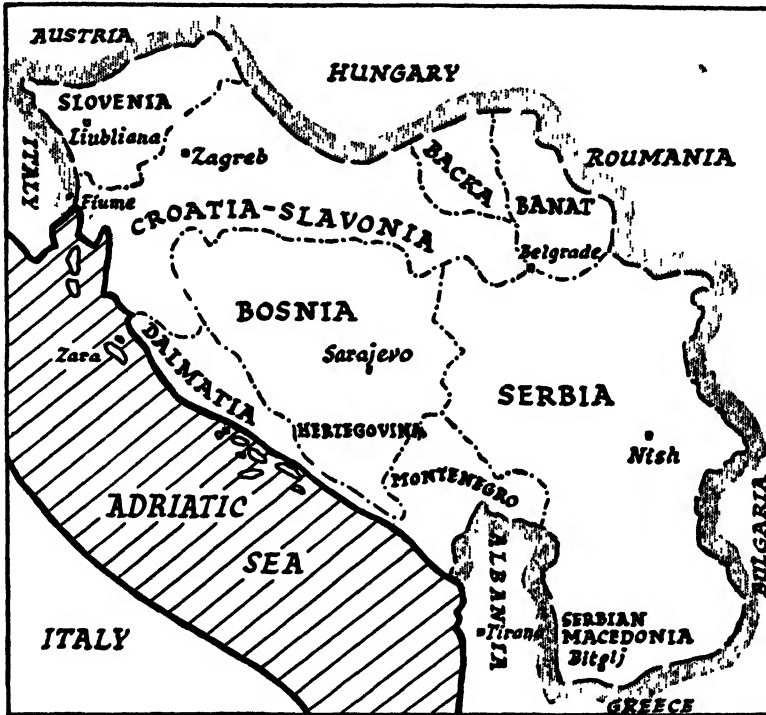 AUSTRIA
HUNGARY
SLOVENIA
Liubliana
Zagreb
ITALY
Fiume
ROUMANIA
BACKA
BANAT
CROATIA-SLAVONIA
Belgrade
BOSNIA
Sarajevo
Zara
DALMATIA
SERBIA
HERTEGOVINA
Nish
MONTENEGRO
ADRIATIC
SEA
BULGARIA
ALBANIA
ITALY
Tirana
SERBIAN
MACEDONIA
Bitolj
GREECE